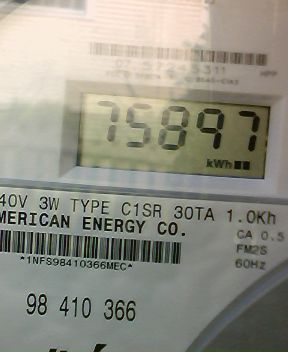 75897
kWh
40V 3W TYPE C1SR 30TA 1.0Kh
MERICAN ENERGY CO.
CA 0.5
FM2S
60Hz
*1NFS98410366MEC*
98 410 366